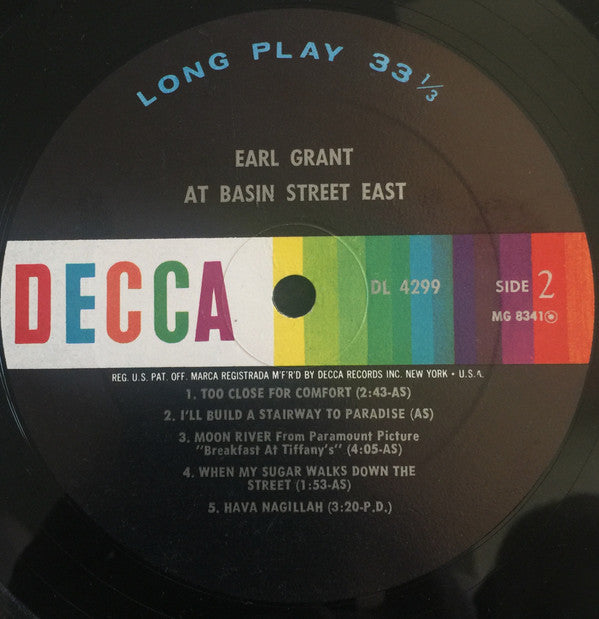 LONG PLAY 33 1/3
EARL GRANT
AT BASIN STREET EAST
DECCA
DL 4299
SIDE 2
MG 8341
REG. U.S. PAT. OFF. MARCA REGISTRADA M'F'R'D BY DECCA RECORDS INC. NEW YORK • U.S.A.
1. TOO CLOSE FOR COMFORT (2:43-AS)
2. I'LL BUILD A STAIRWAY TO PARADISE (AS)
3. MOON RIVER From Paramount Picture
"Breakfast At Tiffany's" (4:05-AS)
4. WHEN MY SUGAR WALKS DOWN THE
STREET (1:53-AS)
5. HAVA NAGILLAH (3:20-P.D.)